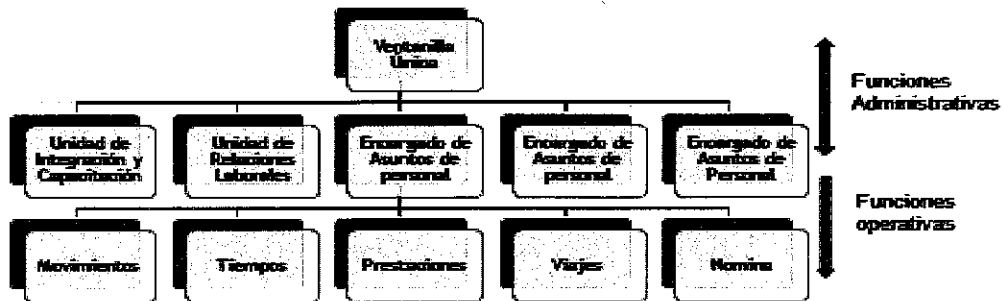 Ventanilla
Unica
Funciones
Administrativas
Unidad de
Integración y
Capacitación
Unidad de
Relaciones
Laborales
Encargado de
Asuntos de
personal
Encargado
de Asuntos
de personal
Encargado de
Asuntos de
Personal
Funciones
operativas
Movimientos
Tiempos
Prestaciones
Viajes
Nomina